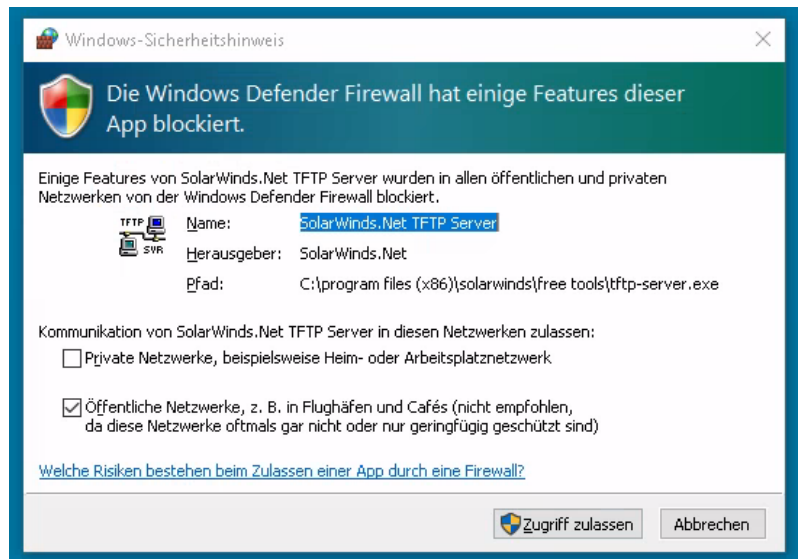 Windows-Sicherheitshinweis
Die Windows Defender Firewall hat einige Features dieser
App blockiert.
Einige Features von SolarWinds.Net TFTP Server wurden in allen öffentlichen und privaten
Netzwerken von der Windows Defender Firewall blockiert.
TFTP
SVR
Name: SolarWinds.Net TFTP Server
Herausgeber: SolarWinds.Net
Pfad: C:\program files (x86)\solarwinds\free tools\tftp-server.exe
Kommunikation von SolarWinds.Net TFTP Server in diesen Netzwerken zulassen:
Private Netzwerke, beispielsweise Heim- oder Arbeitsplatznetzwerk
Öffentliche Netzwerke, z. B. in Flughäfen und Cafés (nicht empfohlen,
da diese Netzwerke oftmals gar nicht oder nur geringfügig geschützt sind)
Welche Risiken bestehen beim Zulassen einer App durch eine Firewall?
Zugriff zulassen Abbrechen